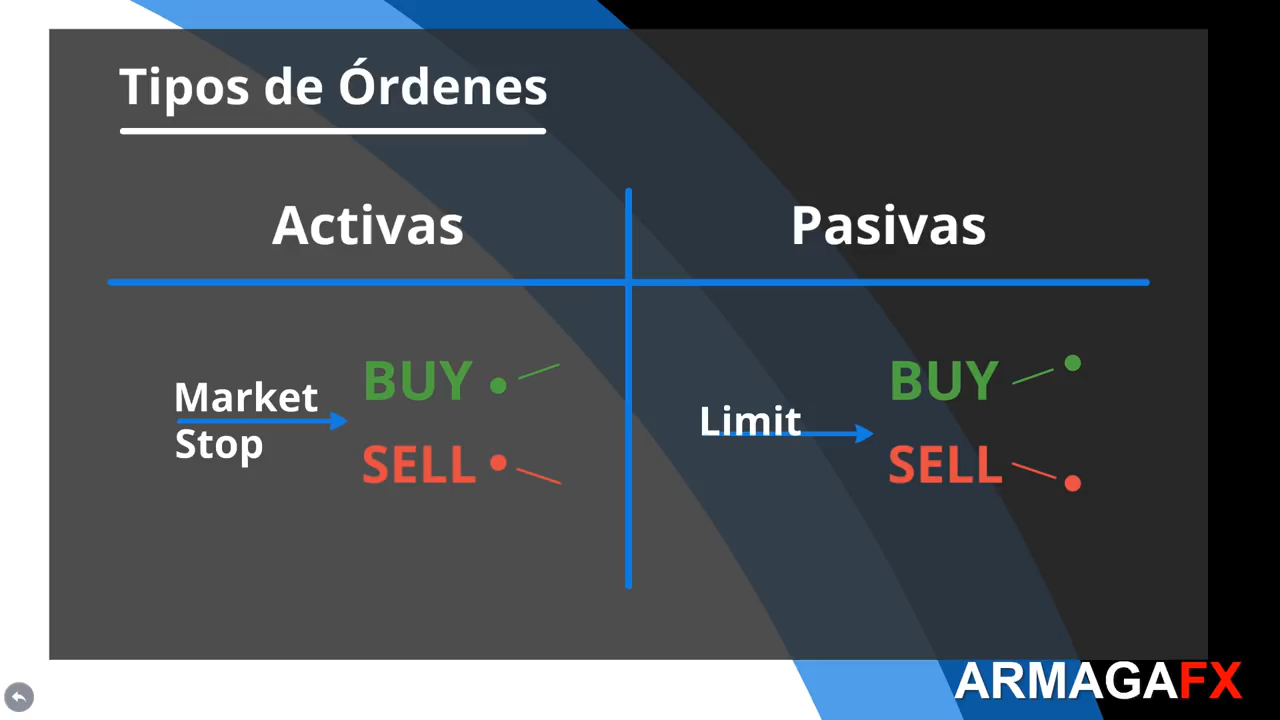 Tipos de Órdenes
Activas
Pasivas
Market
Stop
BUY
SELL
Limit
BUY
SELL
ARMAGAFX